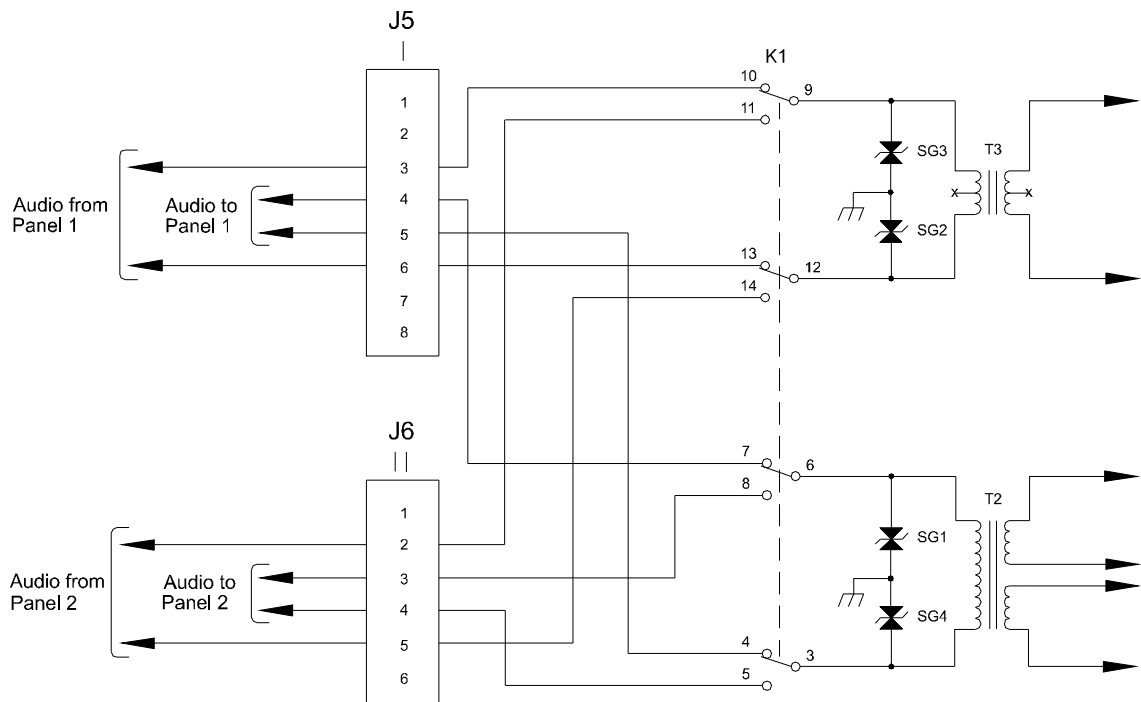 J5
K1
1
2
3
4
5
6
7
8
Audio from
Panel 1
Audio to
Panel 1
10
9
11
13
12
14
SG3
SG2
T3
x
x
J6
1
2
3
4
5
6
Audio from
Panel 2
Audio to
Panel 2
7
6
8
4
3
5
SG1
SG4
T2